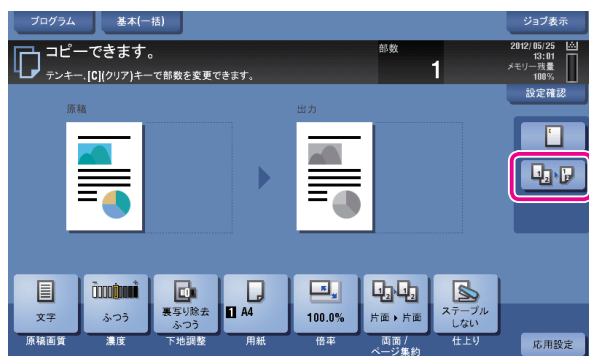 プログラム
基本(一括)
ジョブ表示
コピーできます。
テンキー、[C](クリア)キーで部数を変更できます。
部数
1
2012/05/25
13:01
メモリー残量
100%
設定確認
原稿
出力
文字
ふつう
裏写り除去
ふつう
1 A4
100.0%
片面 ▸ 片面
ステープル
しない
原稿画質
濃度
下地調整
用紙
倍率
両面 /
ページ集約
仕上り
応用設定